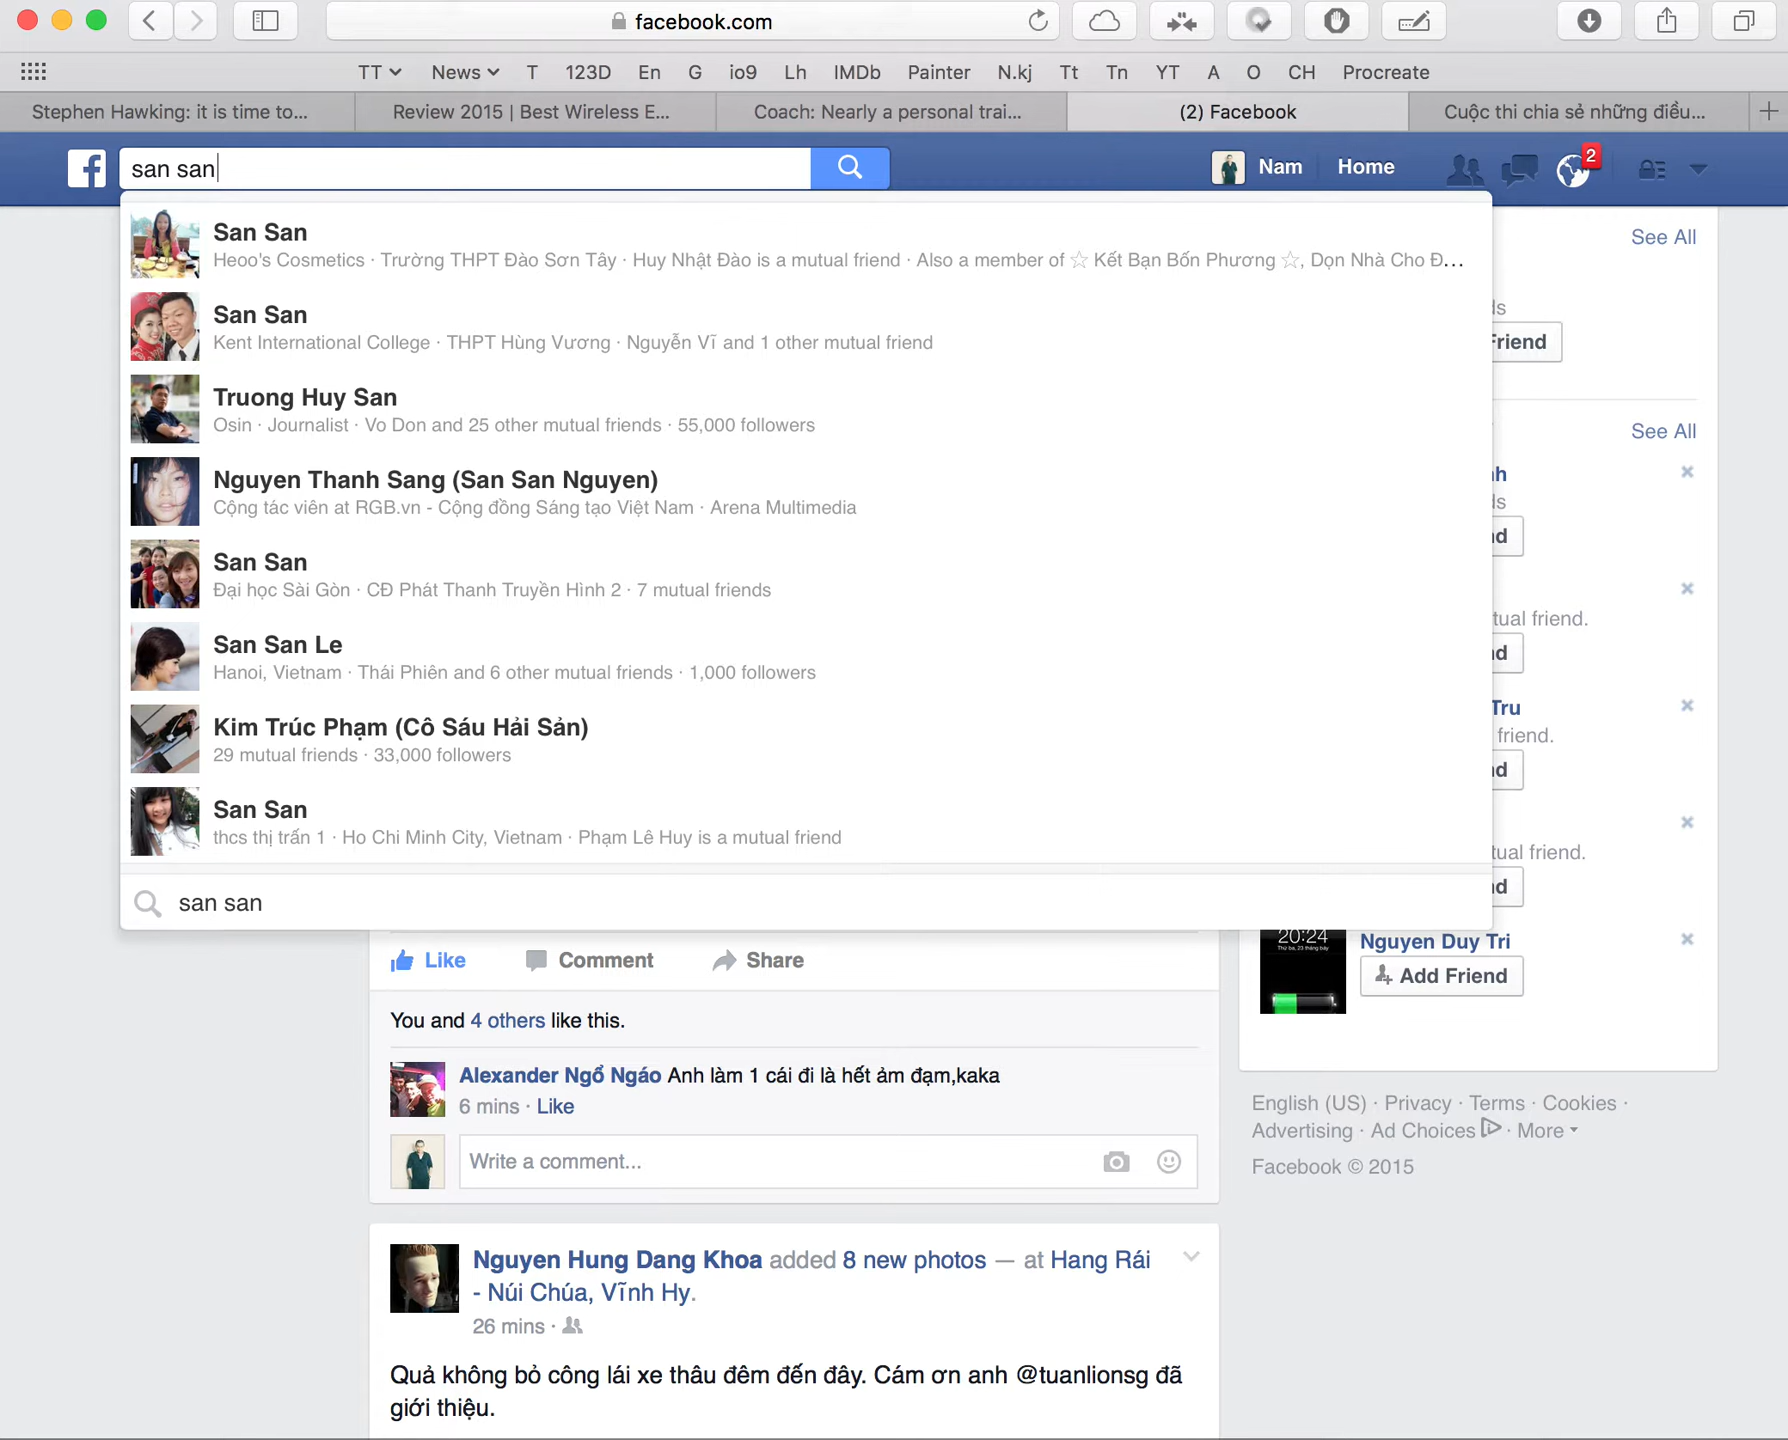 facebook.com
TT News T 123D En G io9 Lh IMDb Painter N.kj Tt Tn YT A O CH Procreate
Stephen Hawking: it is time to... Review 2015 | Best Wireless E... Coach: Nearly a personal trai... (2) Facebook Cuộc thi chia sẻ những điều...
san san Nam Home 2
San San
Heoo's Cosmetics · Trường THPT Đào Sơn Tây · Huy Nhật Đào is a mutual friend · Also a member of ☆ Kết Bạn Bốn Phương ☆, Dọn Nhà Cho Đ...
San San
Kent International College · THPT Hùng Vương · Nguyễn Vĩ and 1 other mutual friend
Truong Huy San
Osin · Journalist · Vo Don and 25 other mutual friends · 55,000 followers
Nguyen Thanh Sang (San San Nguyen)
Cộng tác viên at RGB.vn - Cộng đồng Sáng tạo Việt Nam · Arena Multimedia
San San
Đại học Sài Gòn · CĐ Phát Thanh Truyền Hình 2 · 7 mutual friends
San San Le
Hanoi, Vietnam · Thái Phiên and 6 other mutual friends · 1,000 followers
Kim Trúc Phạm (Cô Sáu Hải Sản)
29 mutual friends · 33,000 followers
San San
thcs thị trấn 1 · Ho Chi Minh City, Vietnam · Phạm Lê Huy is a mutual friend
san san
See All
Friend
See All
friend.
Tru
friend.
friend.
20:24
Thứ ba, 23 tháng bảy
Nguyen Duy Tri
Add Friend
English (US) · Privacy · Terms · Cookies ·
Advertising · Ad Choices · More
Facebook © 2015
Like Comment Share
You and 4 others like this.
Alexander Ngổ Ngáo Anh làm 1 cái đi là hết ảm đạm,kaka
6 mins · Like
Write a comment...
Nguyen Hung Dang Khoa added 8 new photos — at Hang Rái
- Núi Chúa, Vĩnh Hy.
26 mins ·
Quả không bỏ công lái xe thâu đêm đến đây. Cám ơn anh @tuanlionsg đã
giới thiệu.